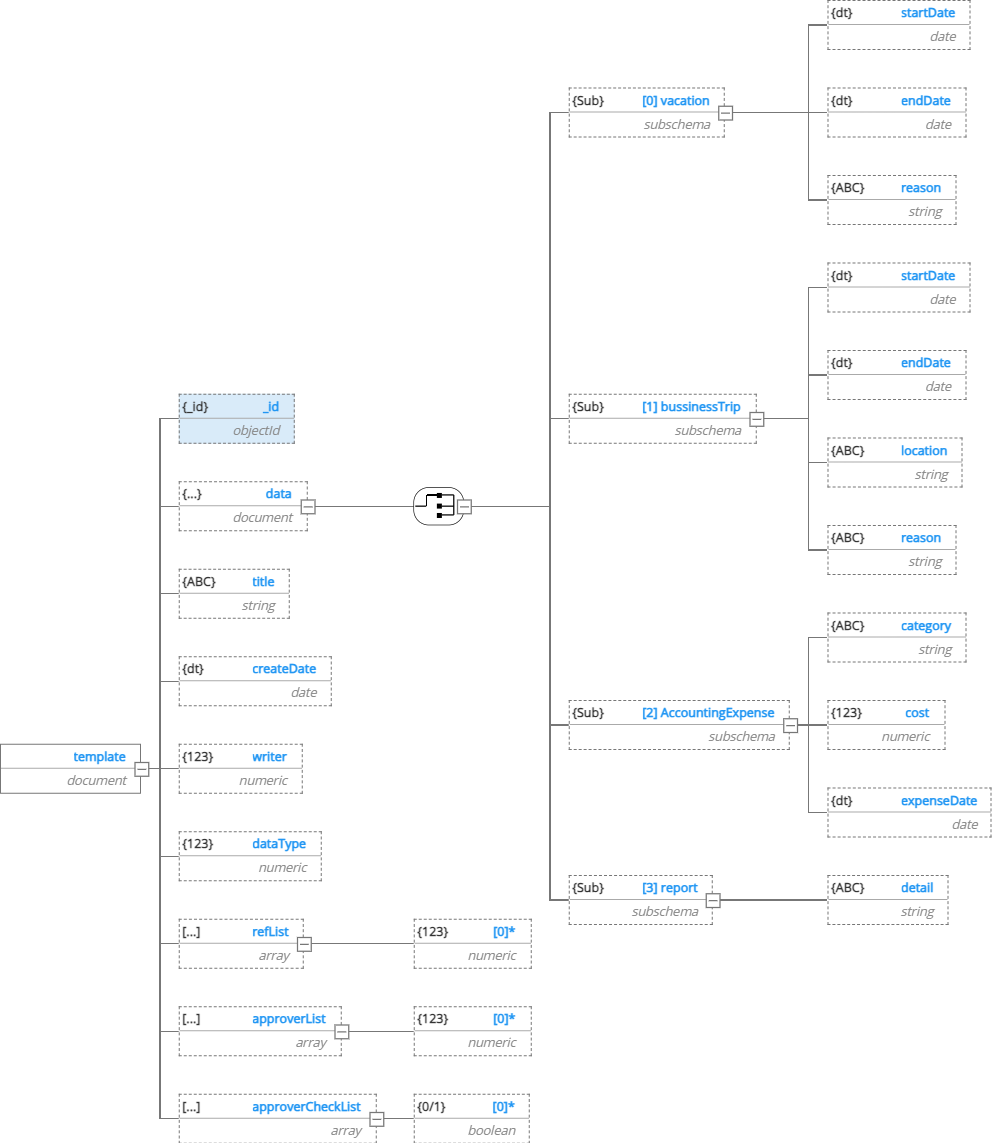 {dt} startDate
date
{Sub} [0] vacation
subschema
{dt} endDate
date
{ABC} reason
string
{dt} startDate
date
{dt} endDate
date
{_id} _id
objectId
{Sub} [1] bussinessTrip
subschema
{ABC} location
string
{...} data
document
{ABC} reason
string
{ABC} title
string
{ABC} category
string
{dt} createDate
date
{Sub} [2] AccountingExpense
subschema
{123} cost
numeric
template
document
{123} writer
numeric
{dt} expenseDate
date
{123} dataType
numeric
{Sub} [3] report
subschema
{ABC} detail
string
[...] refList
array
{123} [0]*
numeric
[...] approverList
array
{123} [0]*
numeric
[...] approverCheckList
array
{0/1} [0]*
boolean